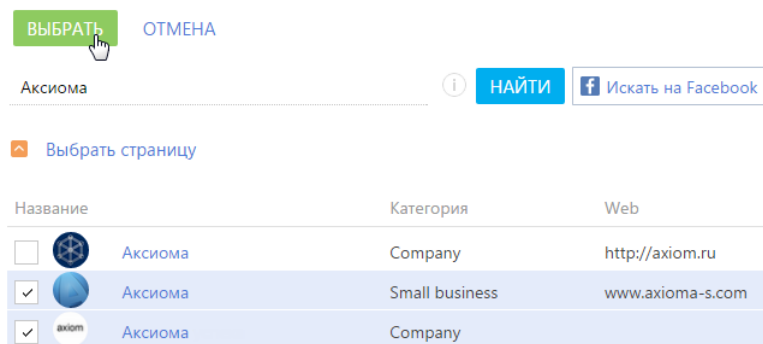 ВЫБРАТЬ ОТМЕНА
Аксиома i НАЙТИ f Искать на Facebook
Выбрать страницу
Название Категория Web
Аксиома Company http://axiom.ru
Аксиома Small business www.axioma-s.com
axiom Аксиома Company